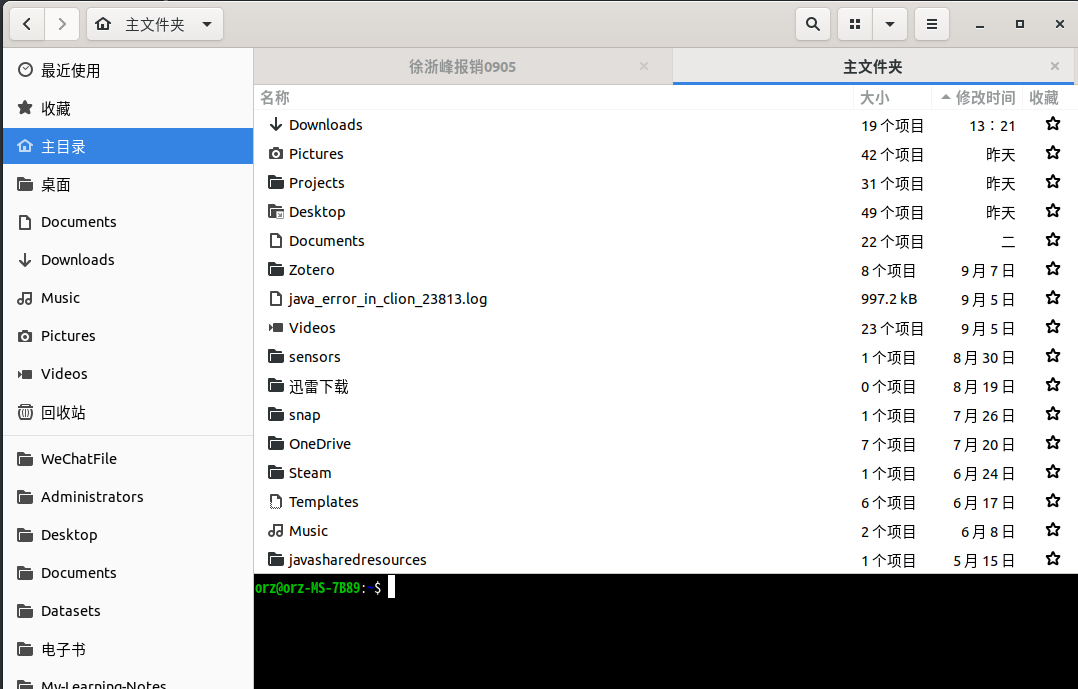 主文件夹
最近使用
收藏
主目录
桌面
Documents
Downloads
Music
Pictures
Videos
回收站
WeChatFile
Administrators
Desktop
Documents
Datasets
电子书
My-Learning-Notes
徐浙峰报销0905
主文件夹
名称 大小 修改时间 收藏
Downloads 19 个项目 13：21
Pictures 42 个项目 昨天
Projects 31 个项目 昨天
Desktop 49 个项目 昨天
Documents 22 个项目 二
Zotero 8 个项目 9 月 7 日
java_error_in_clion_23813.log 997.2 kB 9 月 5 日
Videos 23 个项目 9 月 5 日
sensors 1 个项目 8 月 30 日
迅雷下载 0 个项目 8 月 19 日
snap 1 个项目 7 月 26 日
OneDrive 7 个项目 7 月 20 日
Steam 1 个项目 6 月 24 日
Templates 6 个项目 6 月 17 日
Music 2 个项目 6 月 8 日
javasharedresources 1 个项目 5 月 15 日
orz@orz-MS-7B89:~$